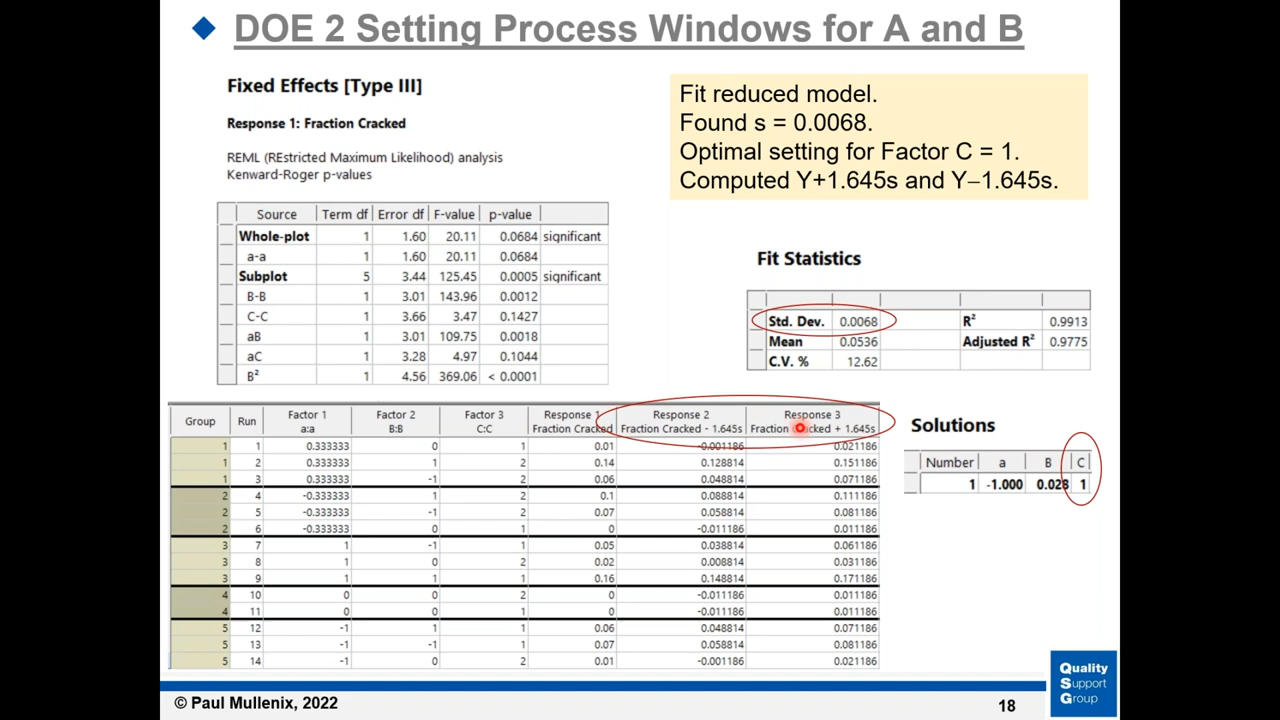 DOE 2 Setting Process Windows for A and B
Fixed Effects [Type III]
Response 1: Fraction Cracked
REML (REstricted Maximum Likelihood) analysis
Kenward-Roger p-values
Source Term df Error df F-value p-value
Whole-plot 1 1.60 20.11 0.0684 significant
a-a 1 1.60 20.11 0.0684
Subplot 5 3.44 125.45 0.0005 significant
B-B 1 3.01 143.96 0.0012
C-C 1 3.66 3.47 0.1427
aB 1 3.01 109.75 0.0018
aC 1 3.28 4.97 0.1044
B² 1 4.56 369.06 < 0.0001
Fit reduced model.
Found s = 0.0068.
Optimal setting for Factor C = 1.
Computed Y+1.645s and Y−1.645s.
Fit Statistics
Std. Dev. 0.0068 R² 0.9913
Mean 0.0536 Adjusted R² 0.9775
C.V. % 12.62
Group Run Factor 1 Factor 2 Factor 3 Response 1 Response 2 Response 3
a:a B:B C:C Fraction Cracked Fraction Cracked - 1.645s Fraction Cracked + 1.645s
1 1 0.333333 0 1 0.01 -0.001186 0.021186
1 2 0.333333 1 2 0.14 0.128814 0.151186
1 3 0.333333 -1 2 0.06 0.048814 0.071186
2 4 -0.333333 1 2 0.1 0.088814 0.111186
2 5 -0.333333 -1 2 0.07 0.058814 0.081186
2 6 -0.333333 0 1 0 -0.011186 0.011186
3 7 1 -1 1 0.05 0.038814 0.061186
3 8 1 0 2 0.02 0.008814 0.031186
3 9 1 1 1 0.16 0.148814 0.171186
4 10 0 0 2 0 -0.011186 0.011186
4 11 0 0 1 0 -0.011186 0.011186
5 12 -1 1 1 0.06 0.048814 0.071186
5 13 -1 -1 1 0.07 0.058814 0.081186
5 14 -1 0 2 0.01 -0.001186 0.021186
Solutions
Number a B C
1 -1.000 0.028 1
Quality
Support
Group
© Paul Mullenix, 2022
18